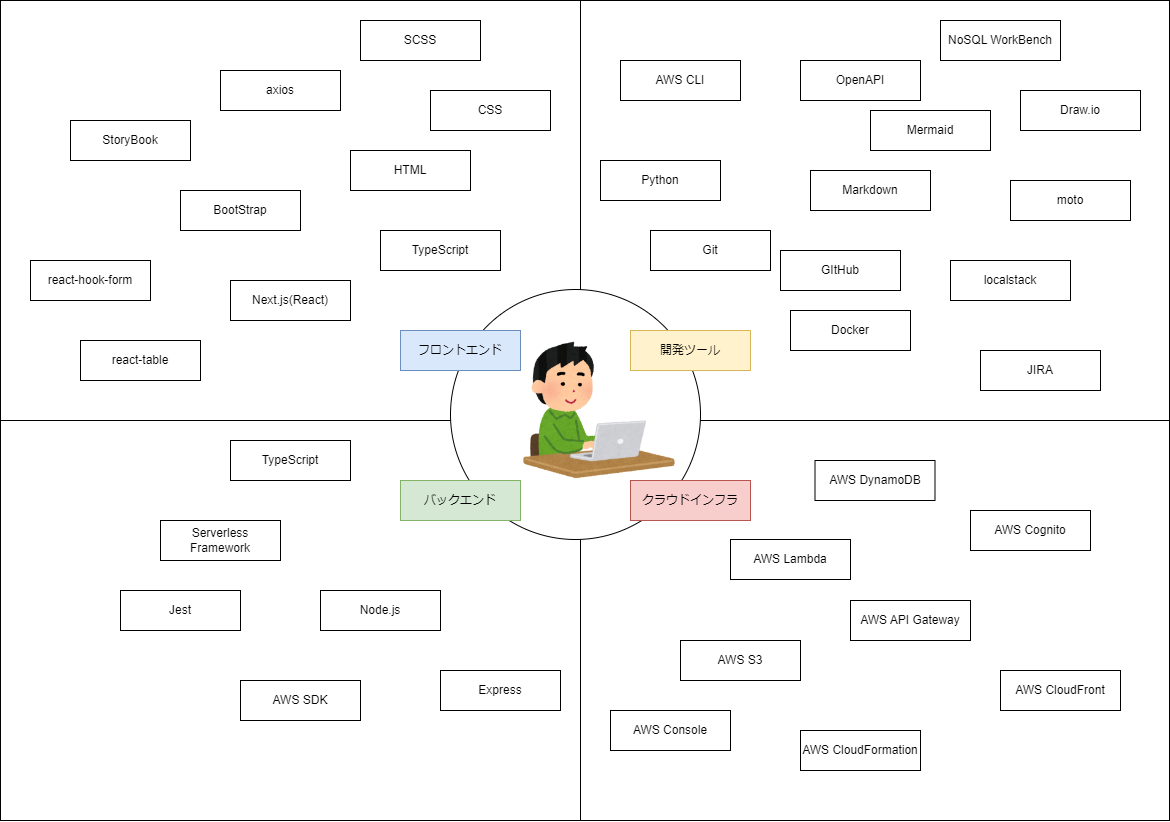 SCSS
axios
CSS
StoryBook
HTML
BootStrap
TypeScript
react-hook-form
Next.js(React)
react-table
フロントエンド
NoSQL WorkBench
AWS CLI
OpenAPI
Draw.io
Mermaid
Python
Markdown
moto
Git
GItHub
localstack
Docker
JIRA
開発ツール
バックエンド
TypeScript
Serverless
Framework
Jest
Node.js
AWS SDK
Express
クラウドインフラ
AWS DynamoDB
AWS Cognito
AWS Lambda
AWS API Gateway
AWS S3
AWS CloudFront
AWS Console
AWS CloudFormation